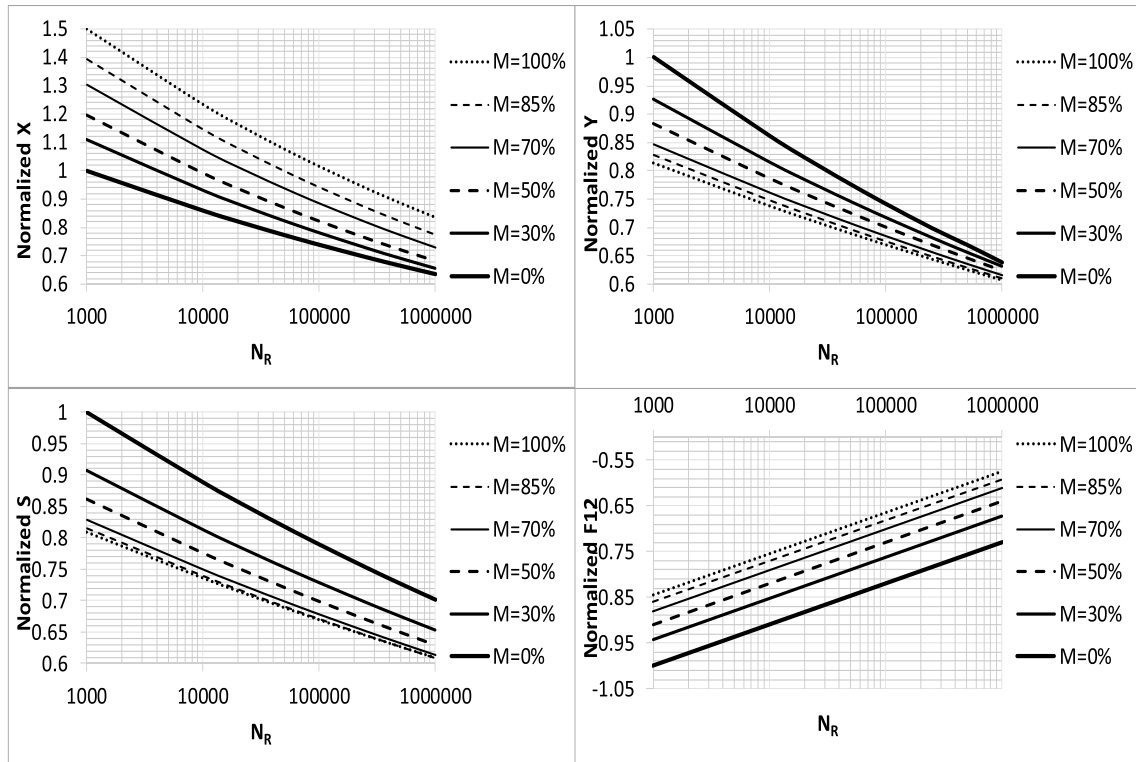 Normalized X
1.5
1.4
1.3
1.2
1.1
1
0.9
0.8
0.7
0.6
1000 10000 100000 1000000
N_R
M=100%
M=85%
M=70%
M=50%
M=30%
M=0%
Normalized Y
1.05
1
0.95
0.9
0.85
0.8
0.75
0.7
0.65
0.6
1000 10000 100000 1000000
N_R
M=100%
M=85%
M=70%
M=50%
M=30%
M=0%
Normalized S
1
0.95
0.9
0.85
0.8
0.75
0.7
0.65
0.6
1000 10000 100000 1000000
N_R
M=100%
M=85%
M=70%
M=50%
M=30%
M=0%
1000 10000 100000 1000000
Normalized F12
-0.55
-0.65
-0.75
-0.85
-0.95
-1.05
N_R
M=100%
M=85%
M=70%
M=50%
M=30%
M=0%